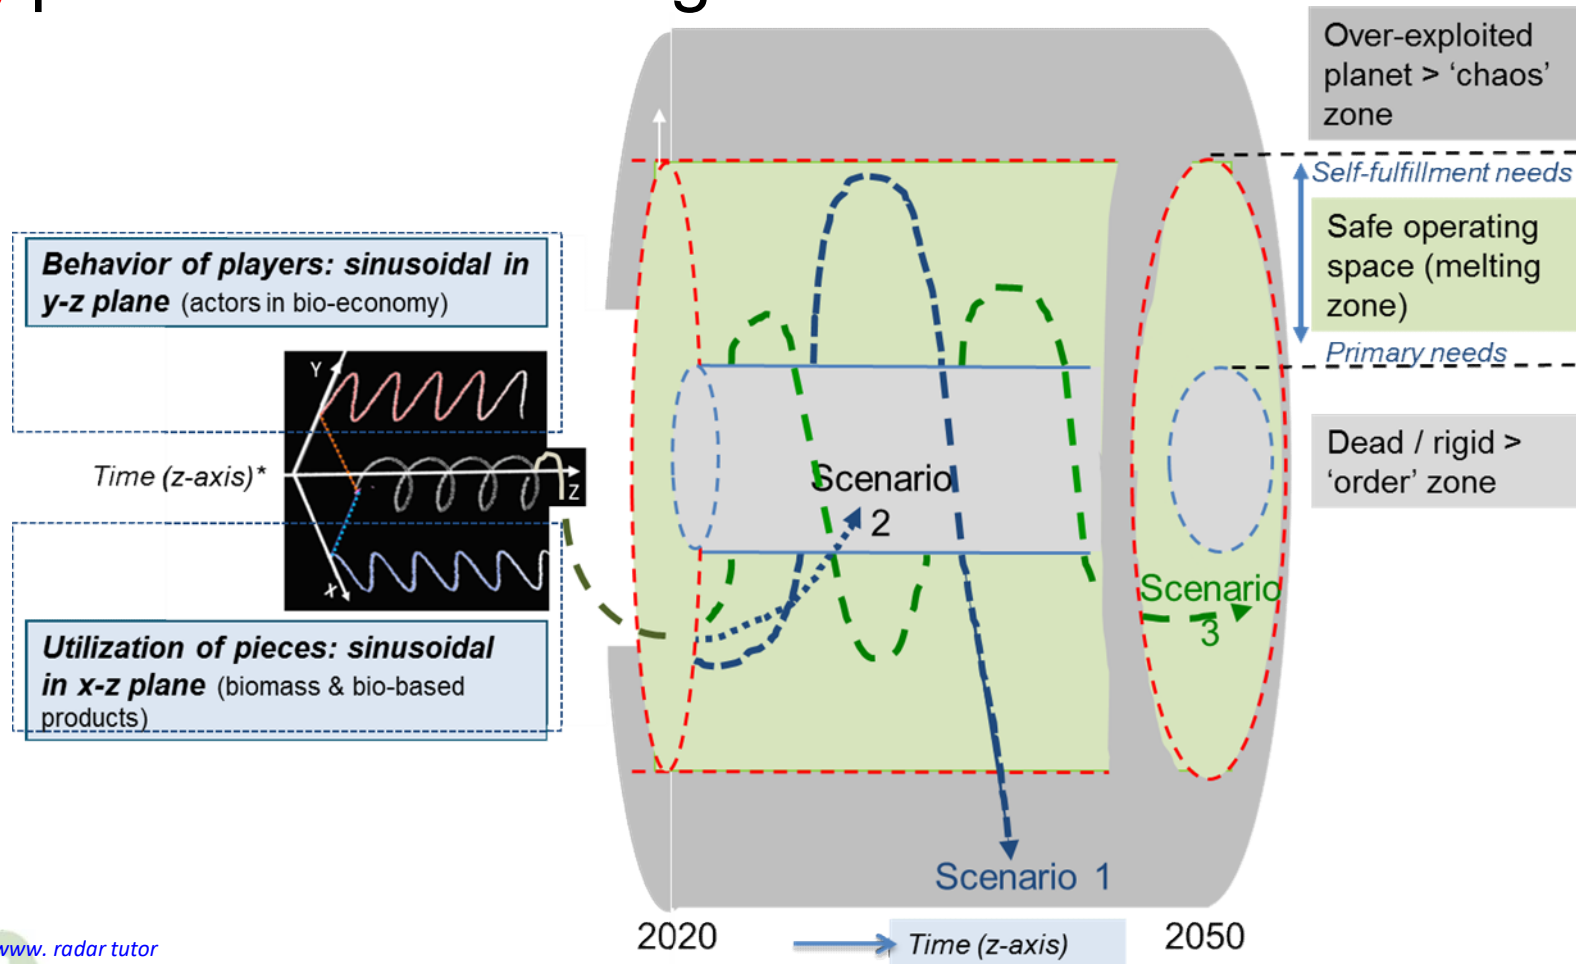 Over-exploited
planet > ‘chaos’
zone
Self-fulfillment needs
Safe operating
space (melting
zone)
Primary needs
Dead / rigid >
‘order’ zone
Behavior of players: sinusoidal in
y-z plane (actors in bio-economy)
Y
Time (z-axis)*
Z
X
Utilization of pieces: sinusoidal
in x-z plane (biomass & bio-based
products)
Scenario
2
Scenario
3
Scenario 1
2020
Time (z-axis)
2050
www. radar tutor